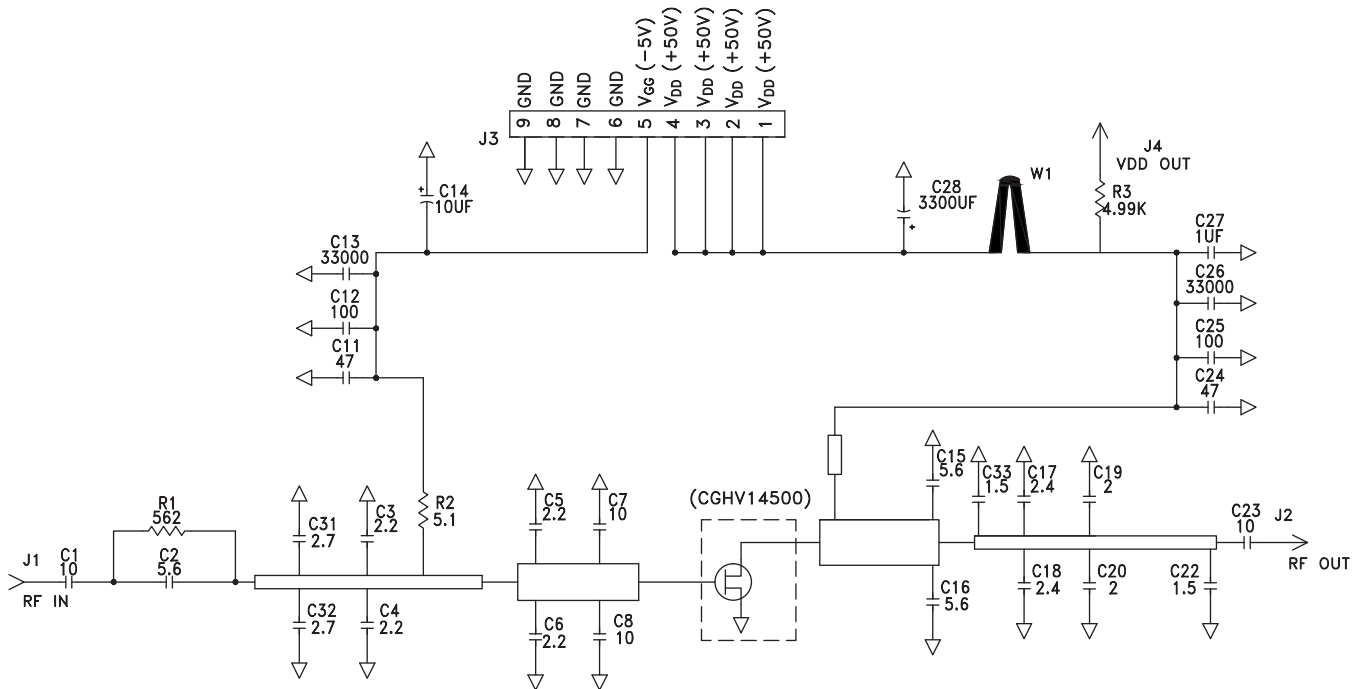 GND
GND
GND
GND
VGG (-5V)
VDD (+50V)
VDD (+50V)
VDD (+50V)
VDD (+50V)
9
8
7
6
5
4
3
2
1
J3
C14
10UF
C28
3300UF
W1
J4
VDD OUT
R3
4.99K
C13
33000
C12
100
C11
47
C27
1UF
C26
33000
C25
100
C24
47
R1
562
J1
RF IN
C1
10
C2
5.6
C31
2.7
C3
2.2
R2
5.1
C32
2.7
C4
2.2
C5
2.2
C7
10
C6
2.2
C8
10
(CGHV14500)
C15
5.6
C33
1.5
C17
2.4
C19
2
C16
5.6
C18
2.4
C20
2
C22
1.5
C23
10
J2
RF OUT